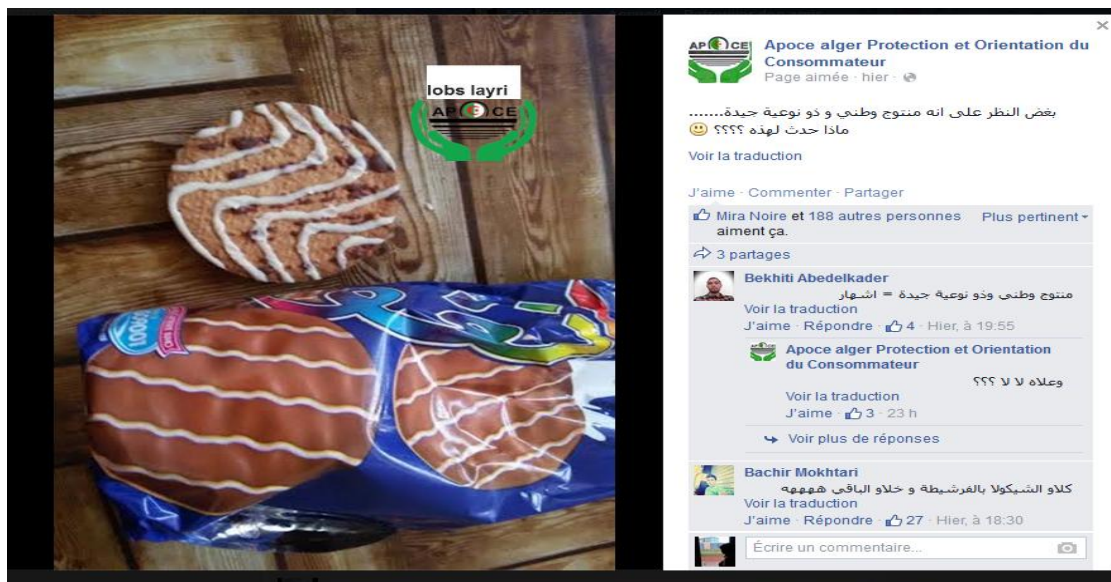 lobs layri
APOCE
1000
APOCE
Apoce alger Protection et Orientation du
Consommateur
Page aimée · hier ·
بغض النظر على انه منتوج وطني و ذو نوعية جيدة.......
ماذا حدث لهذه ؟؟؟؟
Voir la traduction
J'aime · Commenter · Partager
Mira Noire et 188 autres personnes
aiment ça.
Plus pertinent
3 partages
Bekhiti Abedelkader
منتوج وطني وذو نوعية جيدة = اشهار
Voir la traduction
J'aime · Répondre · 4 · Hier, à 19:55
Apoce alger Protection et Orientation
du Consommateur
وعلاه لا لا ؟؟؟
Voir la traduction
J'aime · 3 · 23 h
Voir plus de réponses
Bachir Mokhtari
كلاو الشيكولا بالفرشيطة و خلاو الباقي هههههه
Voir la traduction
J'aime · Répondre · 27 · Hier, à 18:30
Écrire un commentaire...